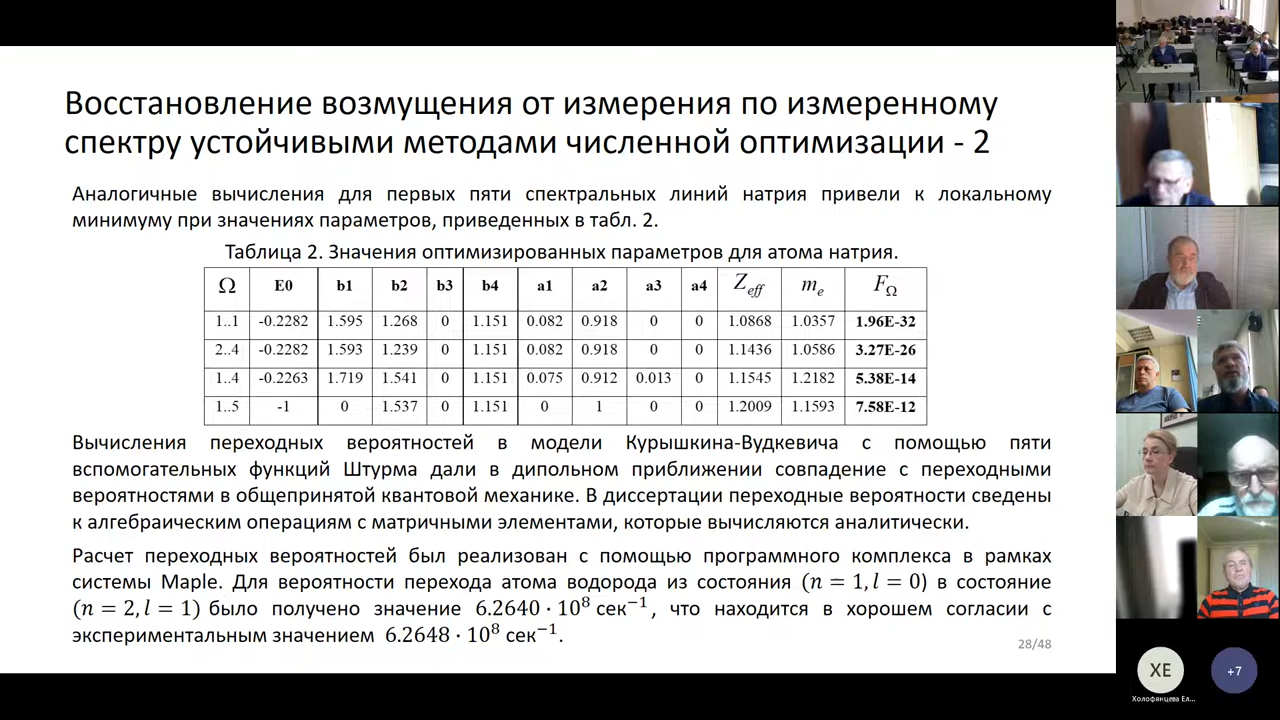 Восстановление возмущения от измерения по измеренному
спектру устойчивыми методами численной оптимизации - 2
Аналогичные вычисления для первых пяти спектральных линий натрия привели к локальному
минимуму при значениях параметров, приведенных в табл. 2.
Таблица 2. Значения оптимизированных параметров для атома натрия.
Ω E0 b1 b2 b3 b4 a1 a2 a3 a4 Z_eff m_e F_Ω
1..1 -0.2282 1.595 1.268 0 1.151 0.082 0.918 0 0 1.0868 1.0357 1.96E-32
2..4 -0.2282 1.593 1.239 0 1.151 0.082 0.918 0 0 1.1436 1.0586 3.27E-26
1..4 -0.2263 1.719 1.541 0 1.151 0.075 0.912 0.013 0 1.1545 1.2182 5.38E-14
1..5 -1 0 1.537 0 1.151 0 1 0 0 1.2009 1.1593 7.58E-12
Вычисления переходных вероятностей в модели Курышкина-Вудкевича с помощью пяти
вспомогательных функций Штурма дали в дипольном приближении совпадение с переходными
вероятностями в общепринятой квантовой механике. В диссертации переходные вероятности сведены
к алгебраическим операциям с матричными элементами, которые вычисляются аналитически.
Расчет переходных вероятностей был реализован с помощью программного комплекса в рамках
системы Maple. Для вероятности перехода атома водорода из состояния (n = 1, l = 0) в состояние
(n = 2, l = 1) было получено значение 6.2640 · 10⁸ сек⁻¹, что находится в хорошем согласии с
экспериментальным значением 6.2648 · 10⁸ сек⁻¹.
28/48
ХЕ
+7
Холофянцева Ел...